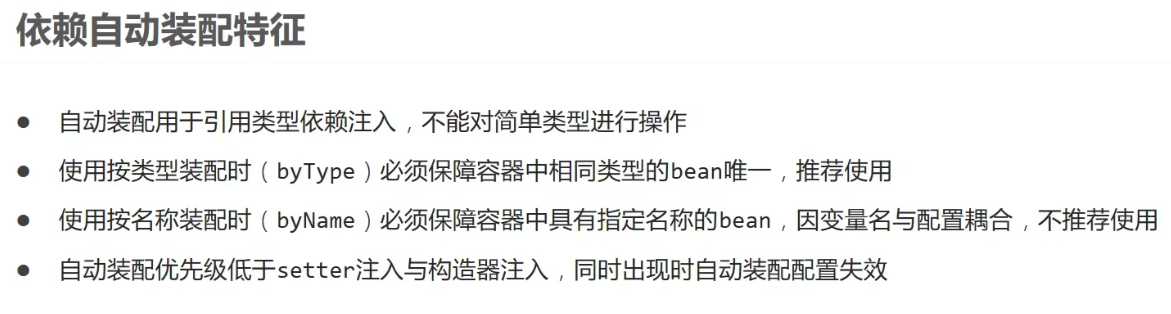 依赖自动装配特征
● 自动装配用于引用类型依赖注入，不能对简单类型进行操作
● 使用按类型装配时（byType）必须保障容器中相同类型的bean唯一，推荐使用
● 使用按名称装配时（byName）必须保障容器中具有指定名称的bean，因变量名与配置耦合，不推荐使用
● 自动装配优先级低于setter注入与构造器注入，同时出现时自动装配配置失效